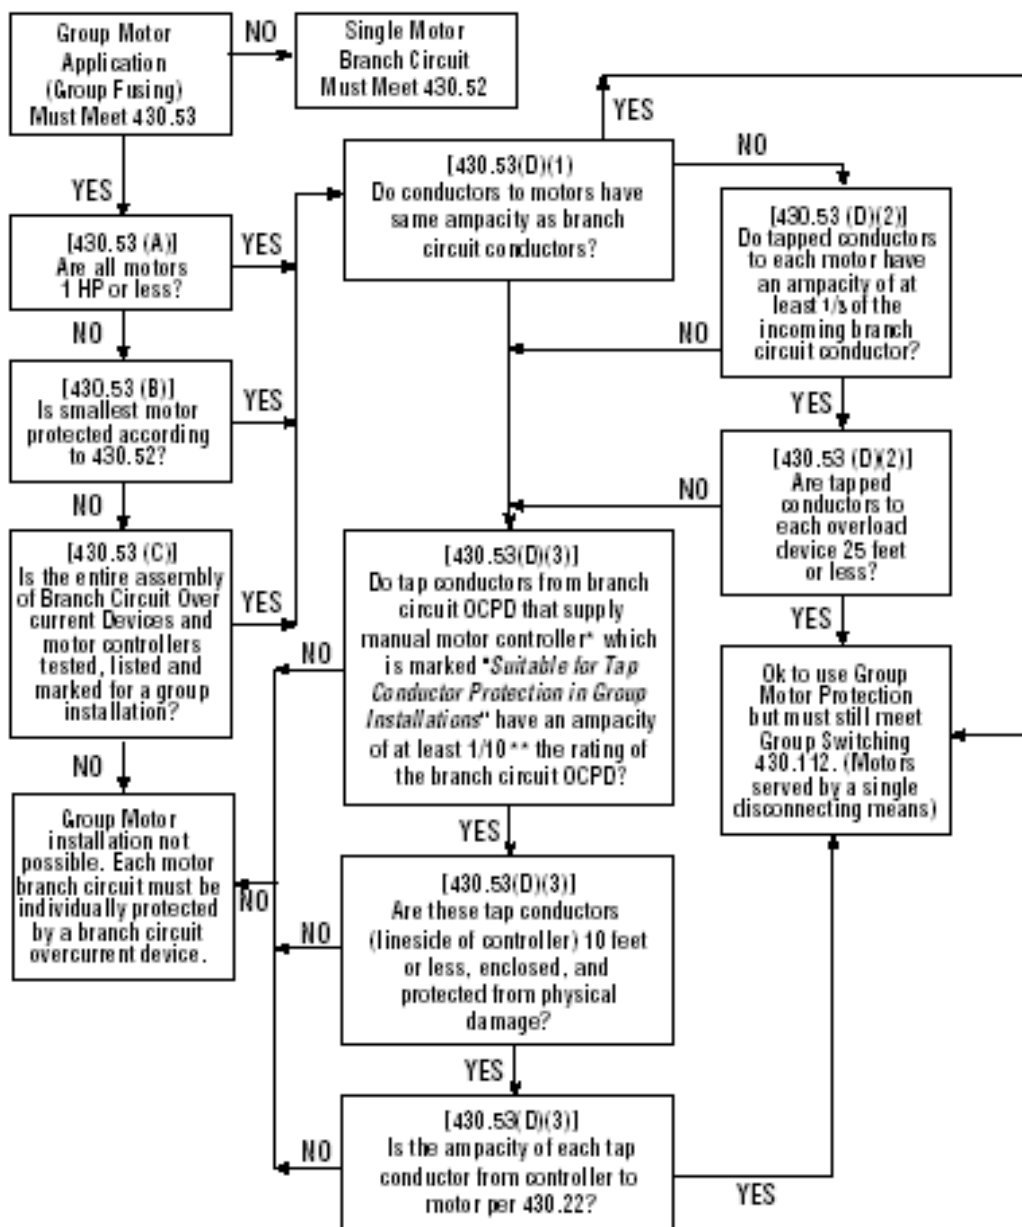 Group Motor
Application
(Group Fusing)
Must Meet 430.53
NO
Single Motor
Branch Circuit
Must Meet 430.52
YES
YES
[430.53(D)(1)
Do conductors to motors have
same ampacity as branch
circuit conductors?
NO
[430.53 (A)]
Are all motors
1 HP or less?
YES
[430.53 (D)(2)]
Do tapped conductors
to each motor have
an ampacity of at
least 1/3 of the
incoming branch
circuit conductor?
NO
NO
YES
[430.53 (B)]
Is smallest motor
protected according
to 430.52?
YES
NO
[430.53 (D)(2)]
Are tapped
conductors to
each overload
device 25 feet
or less?
NO
YES
[430.53 (C)]
Is the entire assembly
of Branch Circuit Over
current Devices and
motor controllers
tested, listed and
marked for a group
installation?
YES
NO
[430.53(D)(3)]
Do tap conductors from branch
circuit OCPD that supply
manual motor controller* which
is marked "Suitable for Tap
Conductor Protection in Group
Installations" have an ampacity
of at least 1/10 ** the rating of
the branch circuit OCPD?
NO
YES
Ok to use Group
Motor Protection
but must still meet
Group Switching
430.112. (Motors
served by a single
disconnecting means)
Group Motor
installation not
possible. Each motor
branch circuit must be
individually protected
by a branch circuit
overcurrent device.
NO
[430.53(D)(3)]
Are these tap conductors
(lineside of controller) 10 feet
or less, enclosed, and
protected from physical
damage?
NO
YES
[430.53(D)(3)]
Is the ampacity of each tap
conductor from controller to
motor per 430.22?
NO
YES